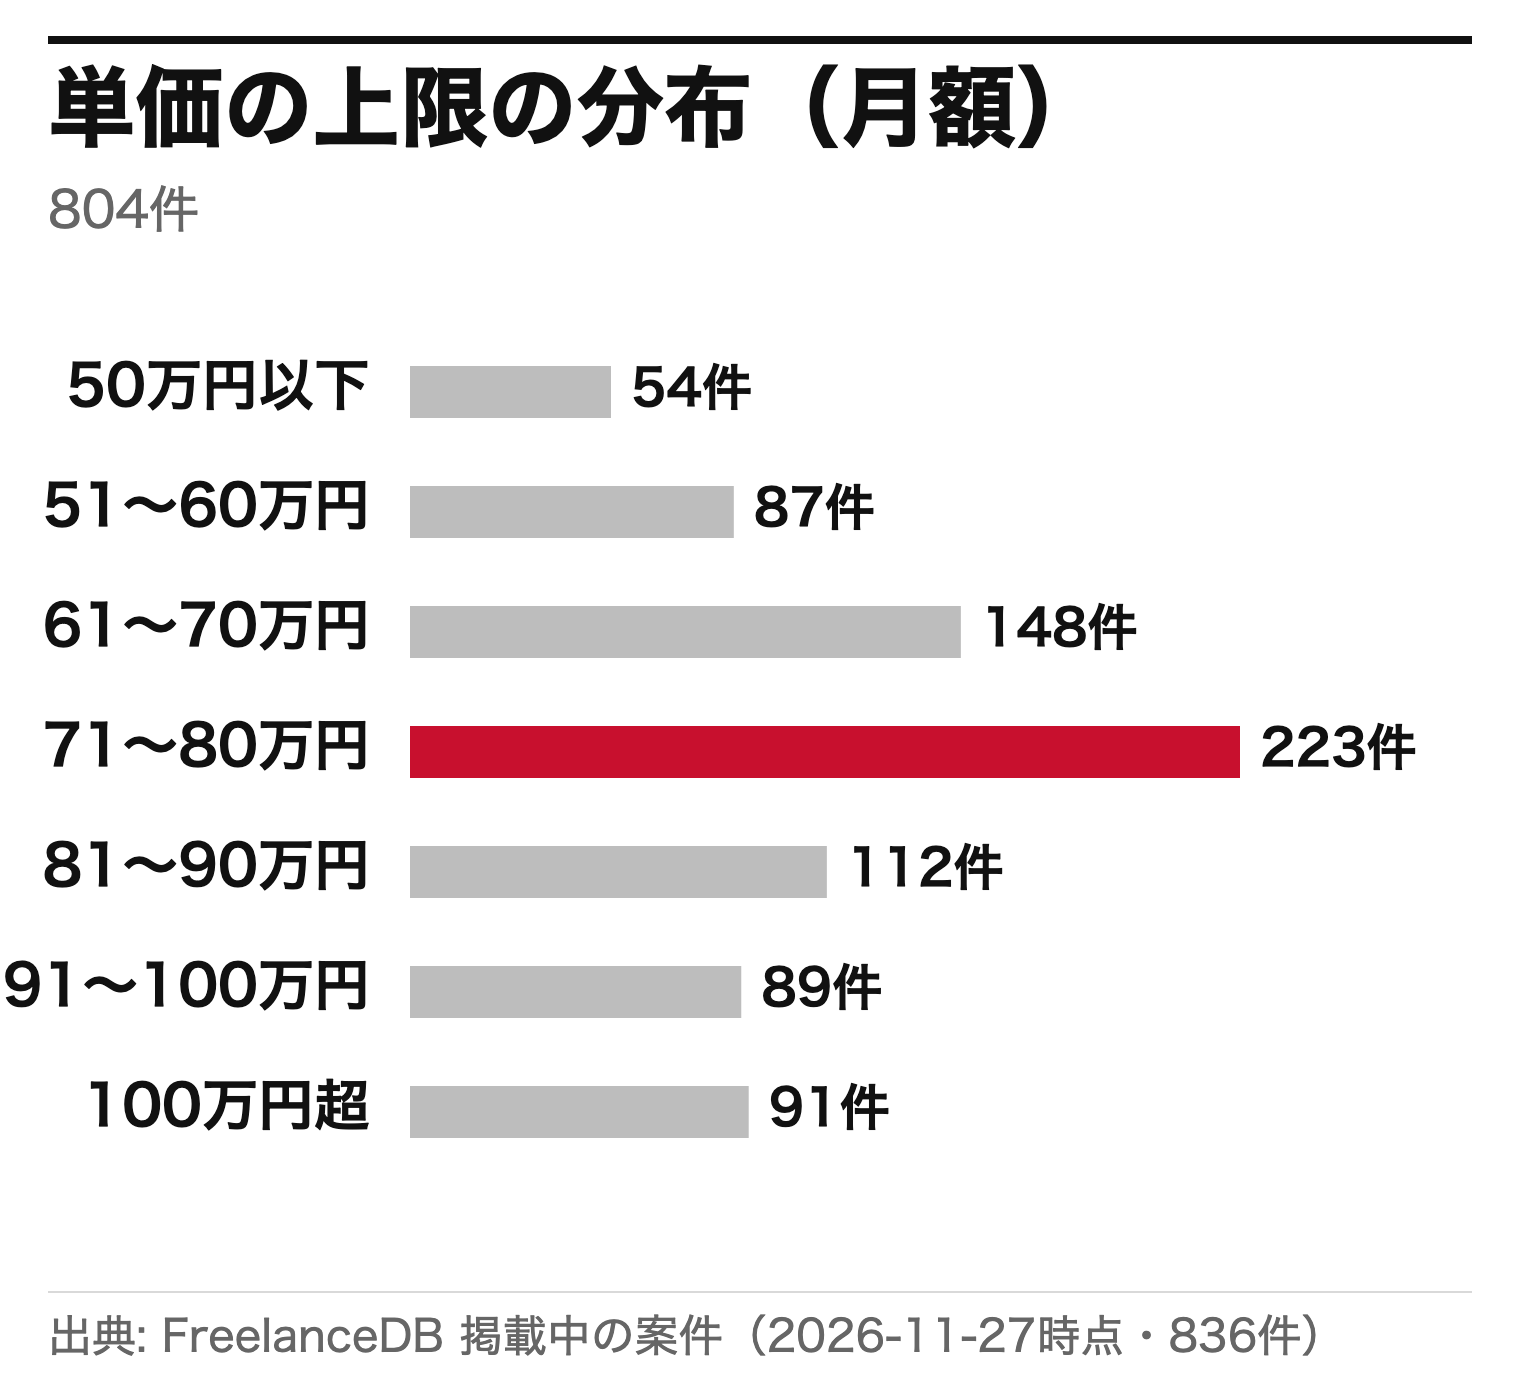 単価の上限の分布（月額）
804件
50万円以下 54件
51〜60万円 87件
61〜70万円 148件
71〜80万円 223件
81〜90万円 112件
91〜100万円 89件
100万円超 91件
出典: FreelanceDB 掲載中の案件（2026-11-27時点・836件）